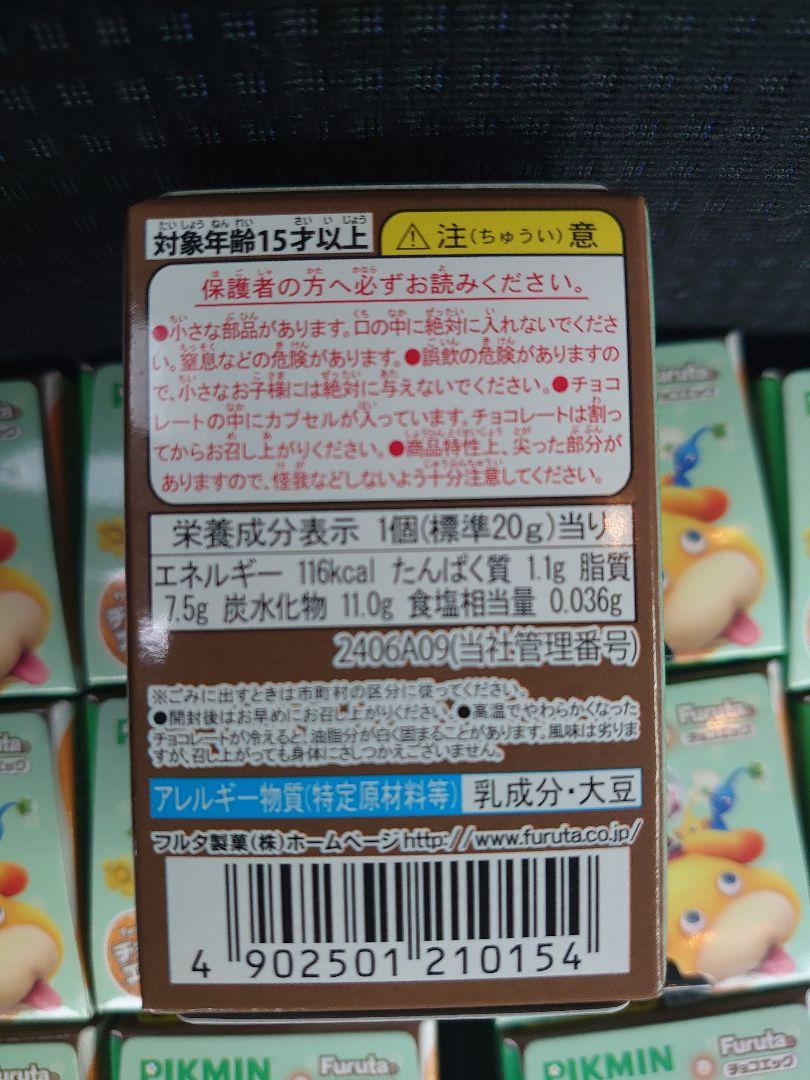 対象年齢15才以上
⚠注(ちゅうい)意
保護者の方へ必ずお読みください。
●小さな部品があります。口の中に絶対に入れないでくださ
い。窒息などの危険があります。●誤飲の危険がありますの
で、小さなお子様には絶対に与えないでください。●チョコ
レートの中にカプセルが入っています。チョコレートは割っ
てからお召し上がりください。●商品特性上、尖った部分が
ありますので、怪我などしないよう十分注意してください。
栄養成分表示 1個(標準20g)当り
エネルギー 116kcal たんぱく質 1.1g 脂質
7.5g 炭水化物 11.0g 食塩相当量 0.036g
2406A09(当社管理番号)
※ごみに出すときは市町村の区分に従ってください。
●開封後はお早めにお召し上がりください。●高温でやわらかくなった
チョコレートが冷えると、油脂分が白く固まることがあります。風味は劣りま
すが、召し上がっても身体にさしつかえございません。
アレルギー物質(特定原材料等) 乳成分・大豆
フルタ製菓(株)ホームページhttp://www.furuta.co.jp/
4 902501 210154
Furuta
チョコエッグ
Furuta
チョコエッグ
PIKMIN
Furuta
PIKMIN
Furuta
チョコエッグ